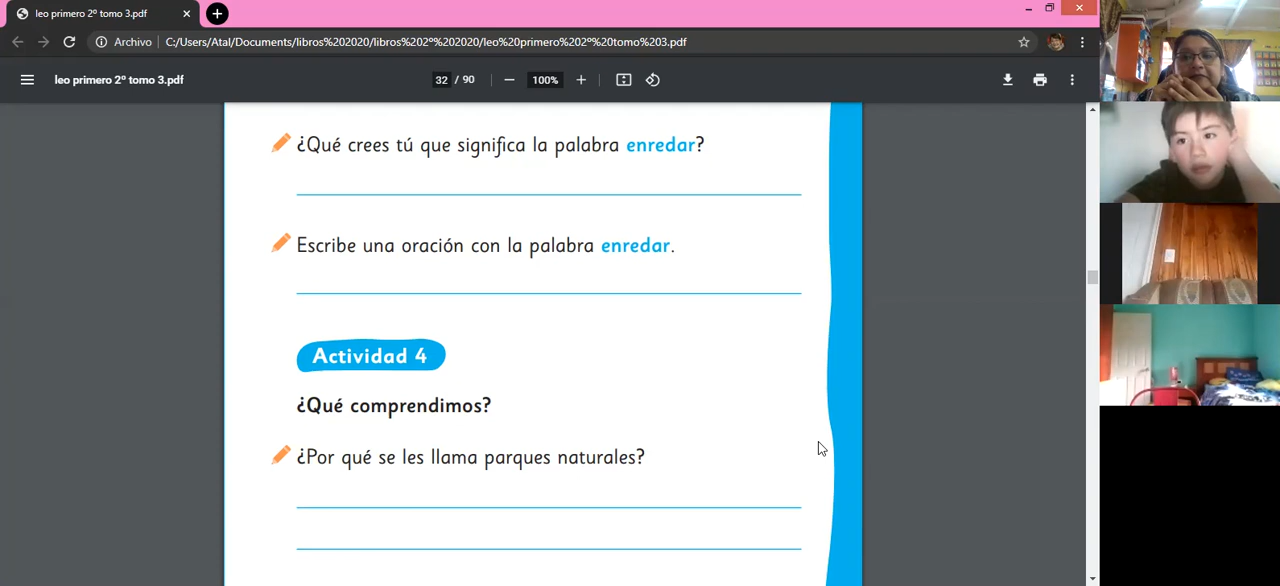 leo primero 2º tomo 3.pdf
Archivo C:/Users/Atal/Documents/libros%202020/libros%202º%202020/leo%20primero%202º%20tomo%203.pdf
leo primero 2º tomo 3.pdf
32 / 90
100%
¿Qué crees tú que significa la palabra enredar?
Escribe una oración con la palabra enredar.
Actividad 4
¿Qué comprendimos?
¿Por qué se les llama parques naturales?